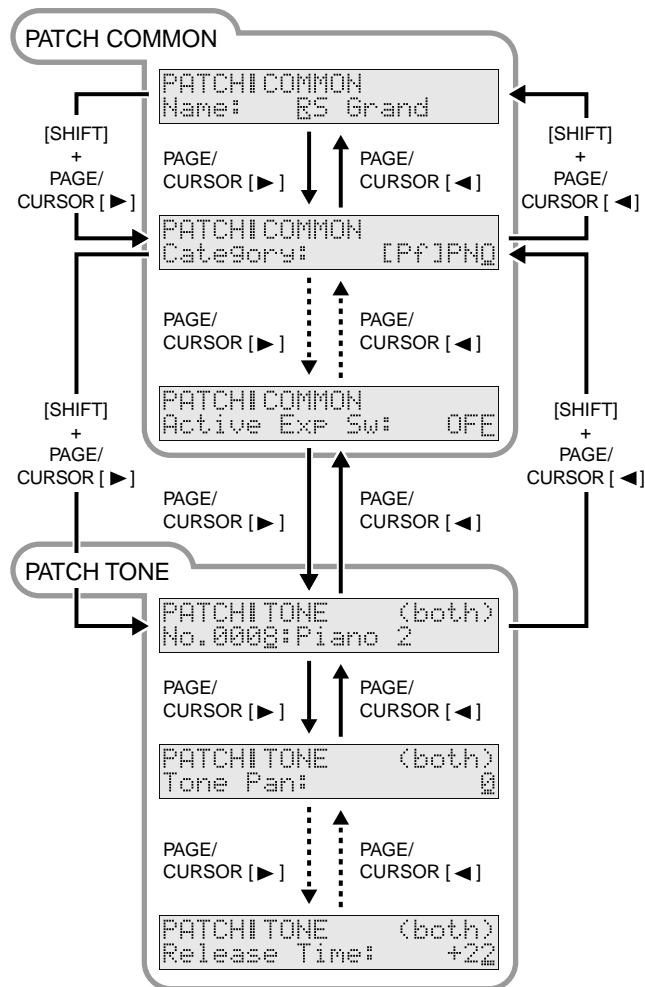 PATCH COMMON
PATCH|COMMON
Name: RS Grand
[SHIFT]
+
PAGE/
CURSOR [ ▶ ]
PAGE/
CURSOR [ ▶ ]
PAGE/
CURSOR [ ◀ ]
[SHIFT]
+
PAGE/
CURSOR [ ◀ ]
PATCH|COMMON
Category: [Pf]PNO
PAGE/
CURSOR [ ▶ ]
PAGE/
CURSOR [ ◀ ]
PATCH|COMMON
Active Exp Sw: OFF
[SHIFT]
+
PAGE/
CURSOR [ ▶ ]
PAGE/
CURSOR [ ▶ ]
PAGE/
CURSOR [ ◀ ]
[SHIFT]
+
PAGE/
CURSOR [ ◀ ]
PATCH TONE
PATCH|TONE (both)
No.0008:Piano 2
PAGE/
CURSOR [ ▶ ]
PAGE/
CURSOR [ ◀ ]
PATCH|TONE (both)
Tone Pan: 0
PAGE/
CURSOR [ ▶ ]
PAGE/
CURSOR [ ◀ ]
PATCH|TONE (both)
Release Time: +22